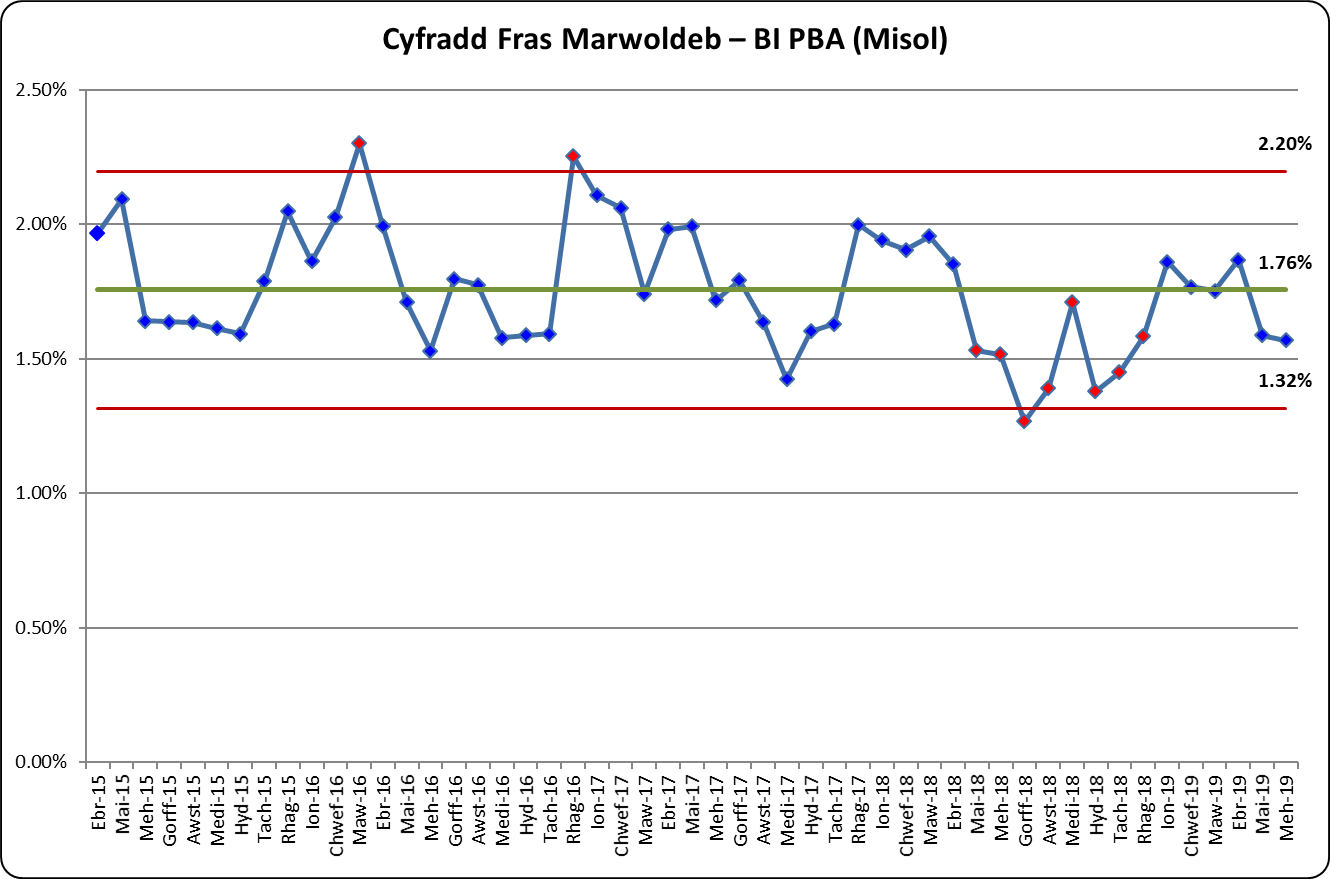 Cyfradd Fras Marwoldeb – BI PBA (Misol)
2.50%
2.20%
2.00%
1.76%
1.50%
1.32%
1.00%
0.50%
0.00%
Ebr-15
Mai-15
Meh-15
Gorff-15
Awst-15
Medi-15
Hyd-15
Tach-15
Rhag-15
Ion-16
Chwef-16
Maw-16
Ebr-16
Mai-16
Meh-16
Gorff-16
Awst-16
Medi-16
Hyd-16
Tach-16
Rhag-16
Ion-17
Chwef-17
Maw-17
Ebr-17
Mai-17
Meh-17
Gorff-17
Awst-17
Medi-17
Hyd-17
Tach-17
Rhag-17
Ion-18
Chwef-18
Maw-18
Ebr-18
Mai-18
Meh-18
Gorff-18
Awst-18
Medi-18
Hyd-18
Tach-18
Rhag-18
Ion-19
Chwef-19
Maw-19
Ebr-19
Mai-19
Meh-19